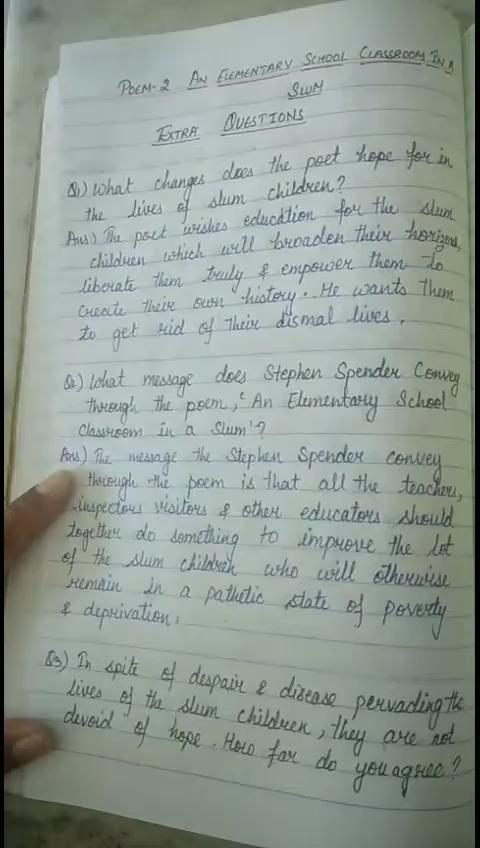 POEM-2 AN ELEMENTARY SCHOOL CLASSROOM IN A
SLUM
EXTRA QUESTIONS
Q1) What changes does the poet hope for in
the lives of slum children?
Ans) The poet wishes education for the slum
children which will broaden their horizons,
liberate them truly & empower them to
create their own history. He wants them
to get rid of their dismal lives.
Q2) What message does Stephen Spender Convey
through the poem, 'An Elementary School
Classroom in a Slum'?
Ans) The message the Stephen Spender convey
through the poem is that all the teachers,
inspectors visitors & other educators should
together do something to improve the lot
of the slum children who will otherwise
remain in a pathetic state of poverty
& deprivation.
Q3) In spite of despair & disease pervading the
lives of the slum children, they are not
devoid of hope. How far do you agree?